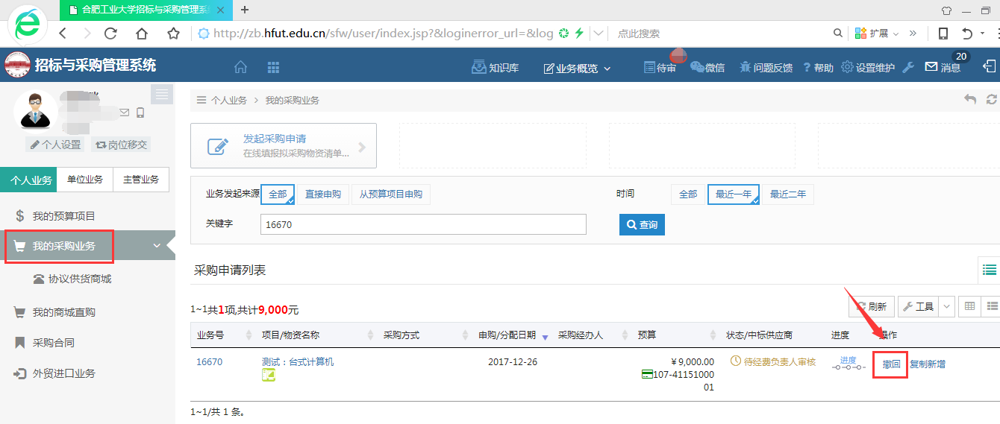 合肥工业大学招标与采购管理系
http://zb.hfut.edu.cn/sfw/user/index.jsp?&loginerror_url=&log
点此搜索
扩展
招标与采购管理系统
知识库
业务概览
待审
微信
问题反馈
? 帮助
设置维护
消息
20
个人设置
岗位移交
个人业务
单位业务
主管业务
我的预算项目
我的采购业务
协议供货商城
我的商城直购
采购合同
外贸进口业务
个人业务 > 我的采购业务
发起采购申请
在线填报拟采购物资清单...
业务发起来源 全部 直接申购 从预算项目申购
时间 全部 最近一年 最近二年
关键字 16670 查询
采购申请列表
1~1共1项,共计9,000元
刷新 工具
业务号 项目/物资名称 采购方式 申购/分配日期 采购经办人 预算 状态/中标供应商 进度 操作
16670 测试：台式计算机 2017-12-26 ￥9,000.00 待经费负责人审核 进度 撤回 复制新增
107-41151000
01
1~1/共 1 条。